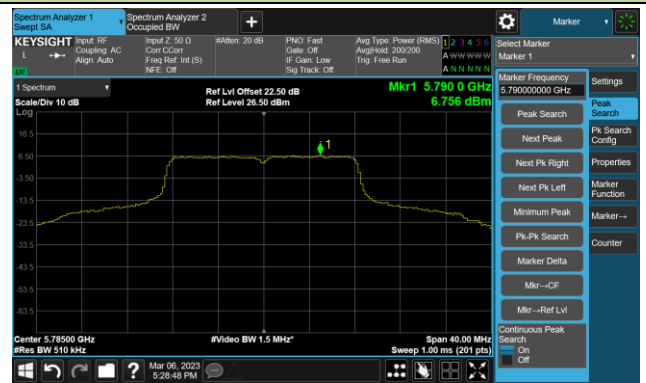 Spectrum Analyzer 1
Swept SA
Spectrum Analyzer 2
Occupied BW
+
Marker
KEYSIGHT
L
LW
Input: RF
Coupling: AC
Align: Auto
Input Z: 50 Ω
Corr CCorr
Freq Ref: Int (S)
NFE: Off
#Atten: 20 dB
PNO: Fast
Gate: Off
IF Gain: Low
Sig Track: Off
Avg Type: Power (RMS)
Avg|Hold: 200/200
Trig: Free Run
1 2 3 4 5 6
A W W W W W
A N N N N N
Select Marker
Marker 1
1 Spectrum
Scale/Div 10 dB
Log
Ref Lvl Offset 22.50 dB
Ref Level 26.50 dBm
Mkr1 5.790 0 GHz
6.756 dBm
16.5
6.50
-3.50
-13.5
-23.5
-33.5
-43.5
-53.5
-63.5
1
Center 5.78500 GHz
#Res BW 510 kHz
#Video BW 1.5 MHz*
Span 40.00 MHz
Sweep 1.00 ms (201 pts)
Marker Frequency
5.790000000 GHz
Peak Search
Next Peak
Next Pk Right
Next Pk Left
Minimum Peak
Pk-Pk Search
Marker Delta
Mkr→CF
Mkr→Ref Lvl
Continuous Peak
Search
On
Off
Settings
Peak
Search
Pk Search
Config
Properties
Marker
Function
Marker→
Counter
?
Mar 06, 2023
5:28:48 PM